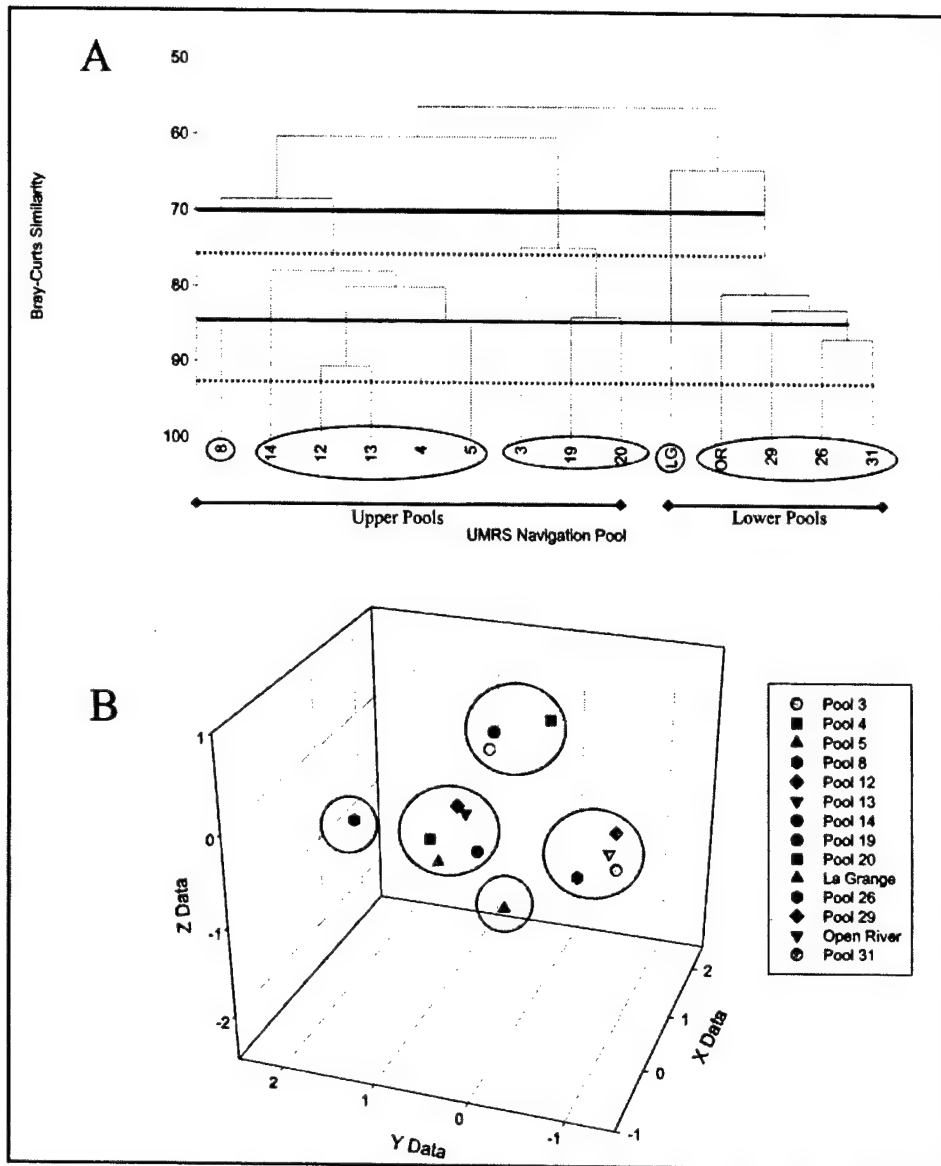 A
50
60
70
80
90
100
Bray-Curts Similarity
8
14
12
13
4
5
3
19
20
LG
OR
29
26
31
Upper Pools
Lower Pools
UMRS Navigation Pool
B
1
0
-1
-2
Z Data
2
1
0
-1
Y Data
-1
0
1
2
X Data
Pool 3
Pool 4
Pool 5
Pool 8
Pool 12
Pool 13
Pool 14
Pool 19
Pool 20
La Grange
Pool 26
Pool 29
Open River
Pool 31